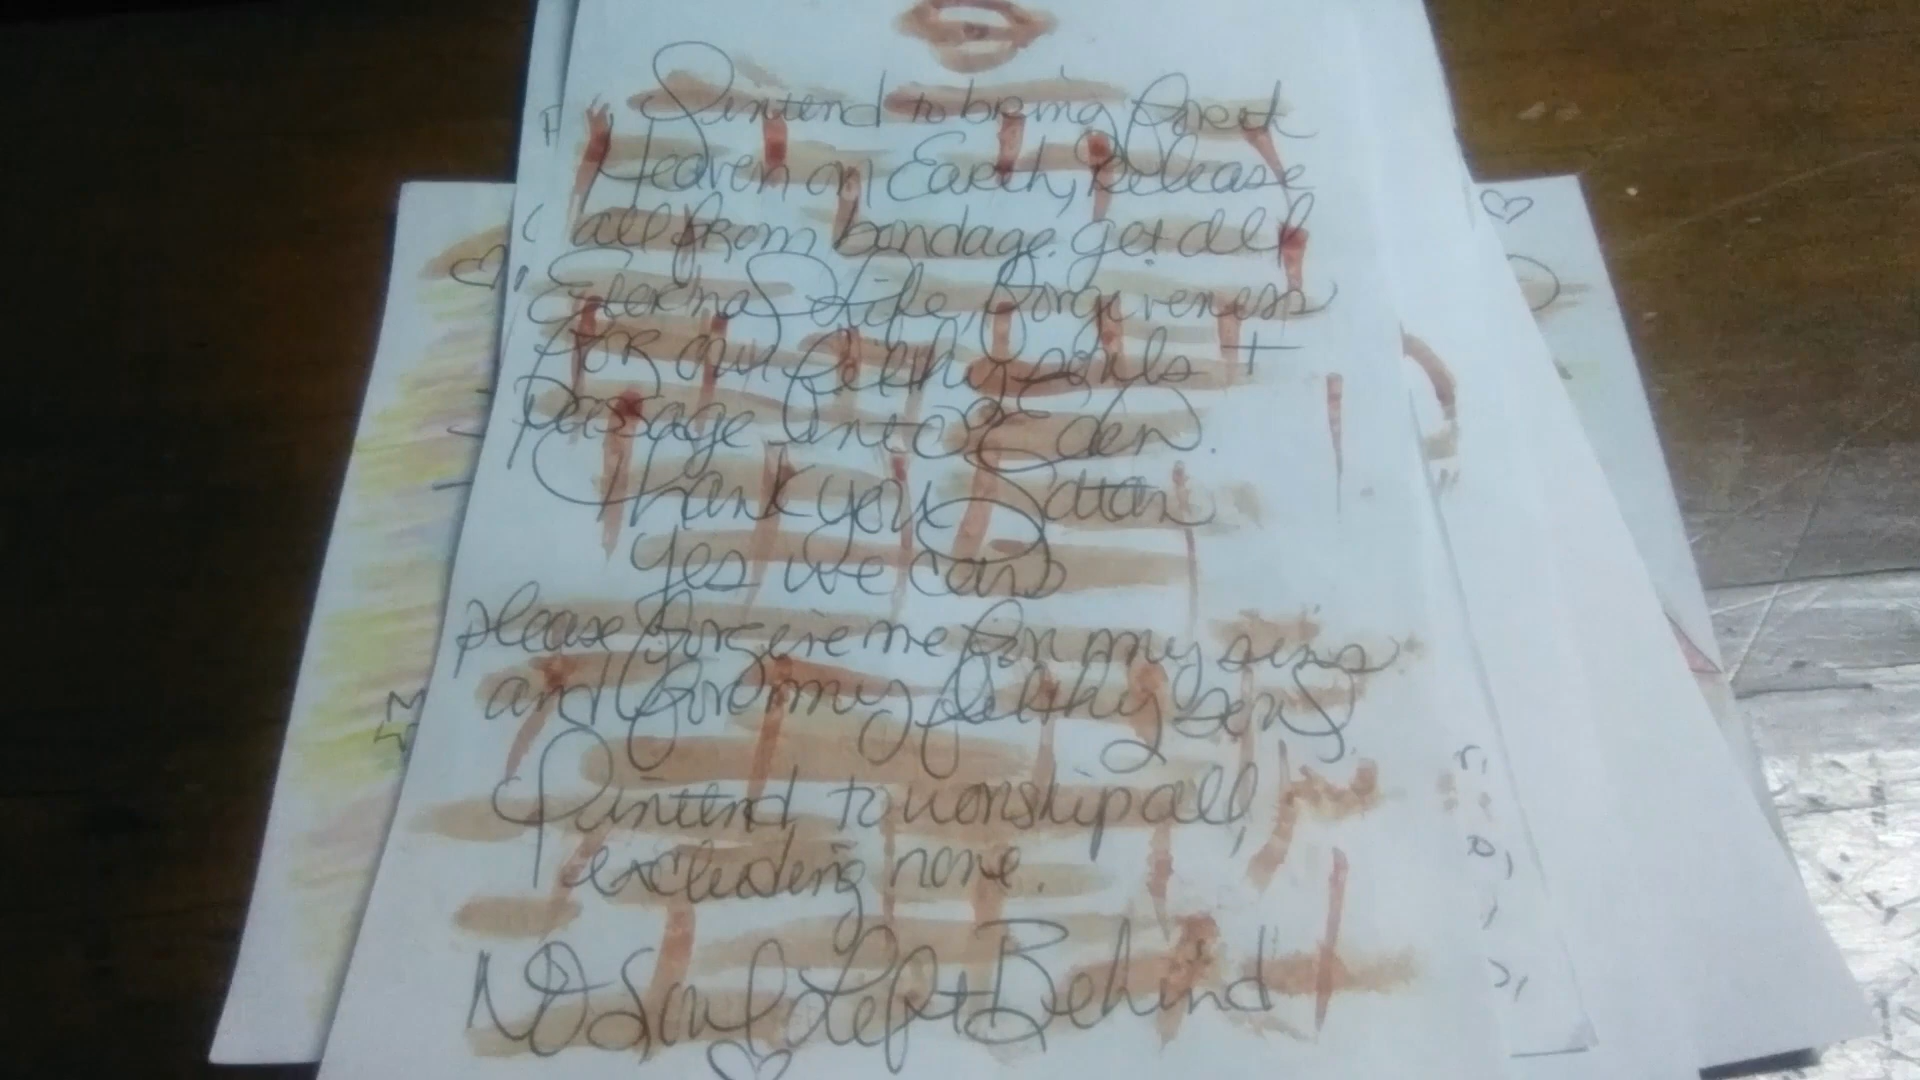 I intend to bring forth
Heaven on Earth, Release
all from bondage. get all
Eternal Life, forgiveness
for our filthy souls +
Passage into Eden.
Thank you Satan
Yes we can
please forgive me for my sins
and for my filthy sens
I intend to worship all,
excluding none.
NO Soul Left Behind